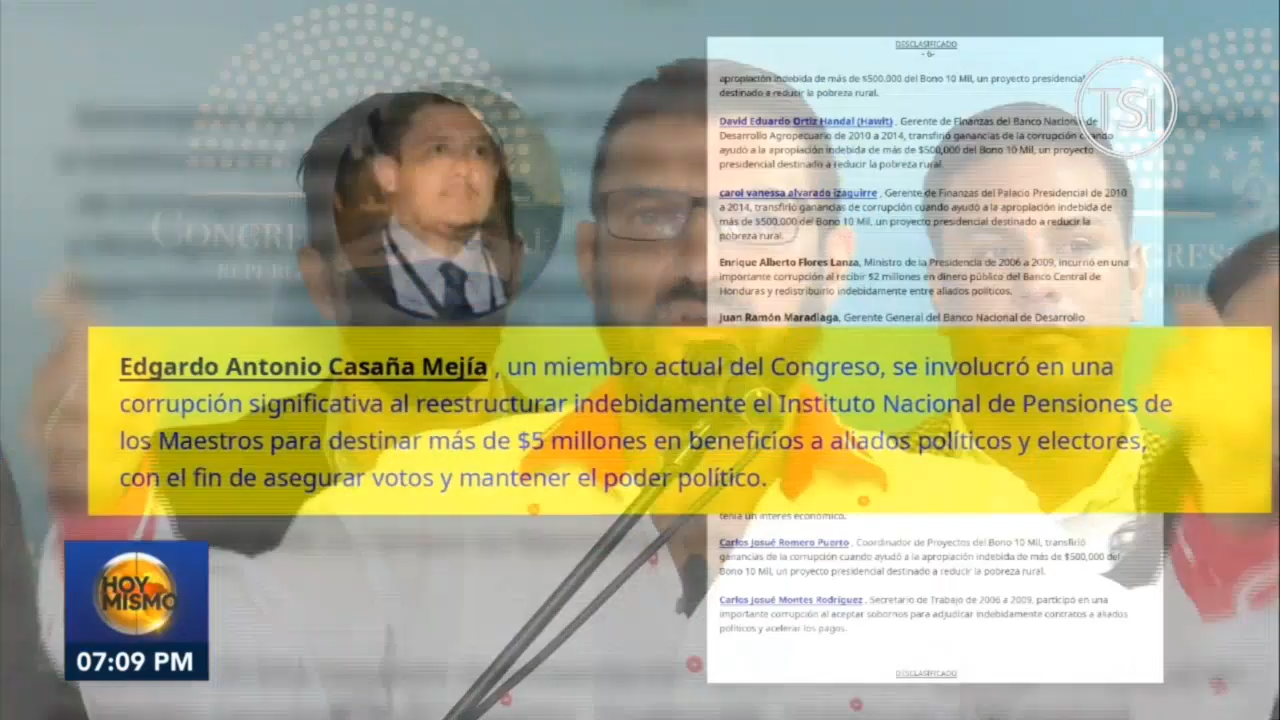 DESCLASIFICADO
- 6-
apropiación indebida de más de $500.000 del Bono 10 Mil, un proyecto presidencial
destinado a reducir la pobreza rural.
TSi
David Eduardo Ortiz Handal (Hawit) , Gerente de Finanzas del Banco Nacional de
Desarrollo Agropecuario de 2010 a 2014, transfirió ganancias de la corrupción cuando
ayudó a la apropiación indebida de más de $500,000 del Bono 10 Mil, un proyecto
presidencial destinado a reducir la pobreza rural.
carol vanessa alvarado izaguirre , Gerente de Finanzas del Palacio Presidencial de 2010
a 2014, transfirió ganancias de corrupción cuando ayudó a la apropiación indebida de
más de $500.000 del Bono 10 Mil, un proyecto presidencial destinado a reducir la
pobreza rural.
Enrique Alberto Flores Lanza, Ministro de la Presidencia de 2006 a 2009, incurrió en una
importante corrupción al recibir $2 millones en dinero público del Banco Central de
Honduras y redistribuirlo indebidamente entre aliados políticos.
Juan Ramón Maradiaga, Gerente General del Banco Nacional de Desarrollo
Edgardo Antonio Casaña Mejía , un miembro actual del Congreso, se involucró en una
corrupción significativa al reestructurar indebidamente el Instituto Nacional de Pensiones de
los Maestros para destinar más de $5 millones en beneficios a aliados políticos y electores,
con el fin de asegurar votos y mantener el poder político.
tenía un interés económico.
Carlos Josué Romero Puerto , Coordinador de Proyectos del Bono 10 Mil, transfirió
ganancias de la corrupción cuando ayudó a la apropiación indebida de más de $500,000 del
Bono 10 Mil, un proyecto presidencial destinado a reducir la pobreza rural.
Carlos Josué Montes Rodríguez , Secretario de Trabajo de 2006 a 2009, participó en una
importante corrupción al aceptar sobornos para adjudicar indebidamente contratos a aliados
políticos y acelerar los pagos.
DESCLASIFICADO
HOY
MISMO
07:09 PM